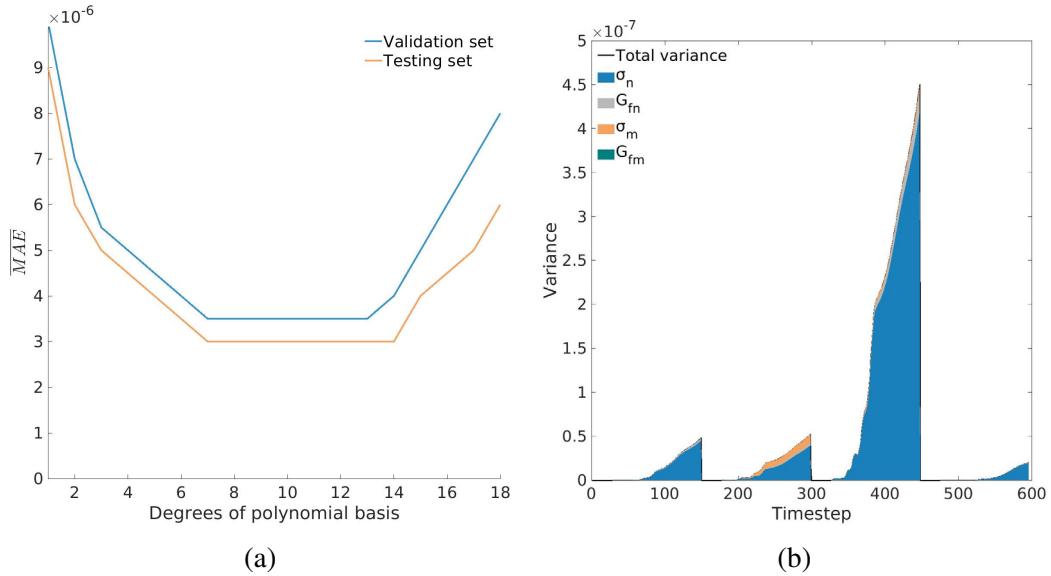 ×10⁻⁶
Validation set
Testing set
9
8
7
6
5
4
3
2
1
0
MAE
2 4 6 8 10 12 14 16 18
Degrees of polynomial basis
(a)
×10⁻⁷
5
4.5
4
3.5
3
2.5
2
1.5
1
0.5
0
Total variance
σn
Gfn
σm
Gfm
Variance
0 100 200 300 400 500 600
Timestep
(b)